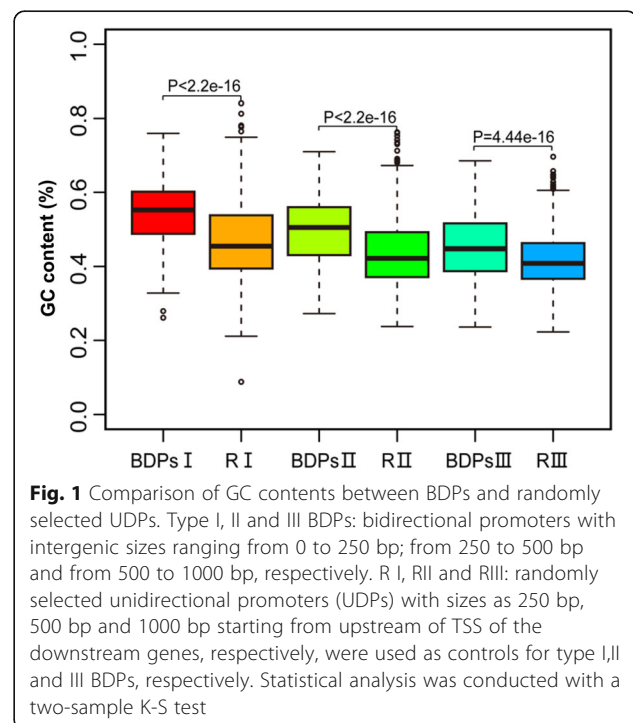 1.0
0.8
0.6
0.4
0.2
0.0
GC content (%)
P<2.2e-16
P<2.2e-16
P=4.44e-16
BDPs Ⅰ RⅠ BDPsⅡ RⅡ BDPsⅢ RⅢ
Fig. 1 Comparison of GC contents between BDPs and randomly
selected UDPs. Type I, II and III BDPs: bidirectional promoters with
intergenic sizes ranging from 0 to 250 bp; from 250 to 500 bp
and from 500 to 1000 bp, respectively. R I, RII and RIII: randomly
selected unidirectional promoters (UDPs) with sizes as 250 bp,
500 bp and 1000 bp starting from upstream of TSS of the
downstream genes, respectively, were used as controls for type I,II
and III BDPs, respectively. Statistical analysis was conducted with a
two-sample K-S test